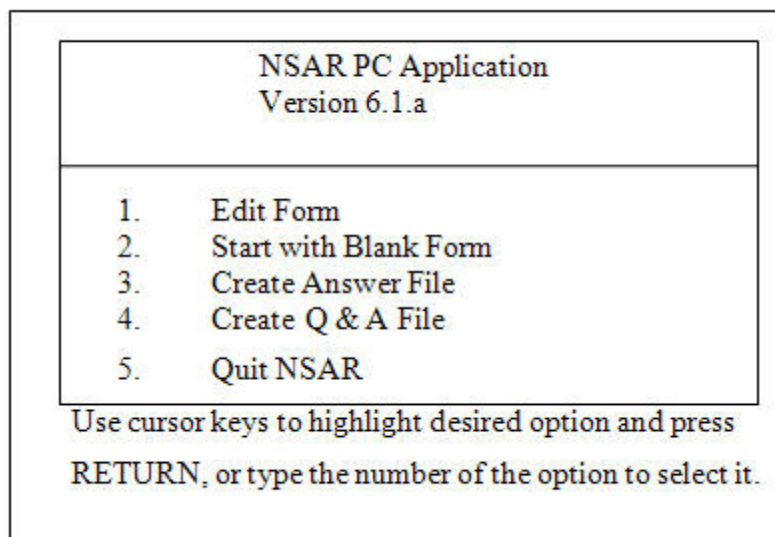 NSAR PC Application
Version 6.1.a
1. Edit Form
2. Start with Blank Form
3. Create Answer File
4. Create Q & A File
5. Quit NSAR
Use cursor keys to highlight desired option and press
RETURN, or type the number of the option to select it.